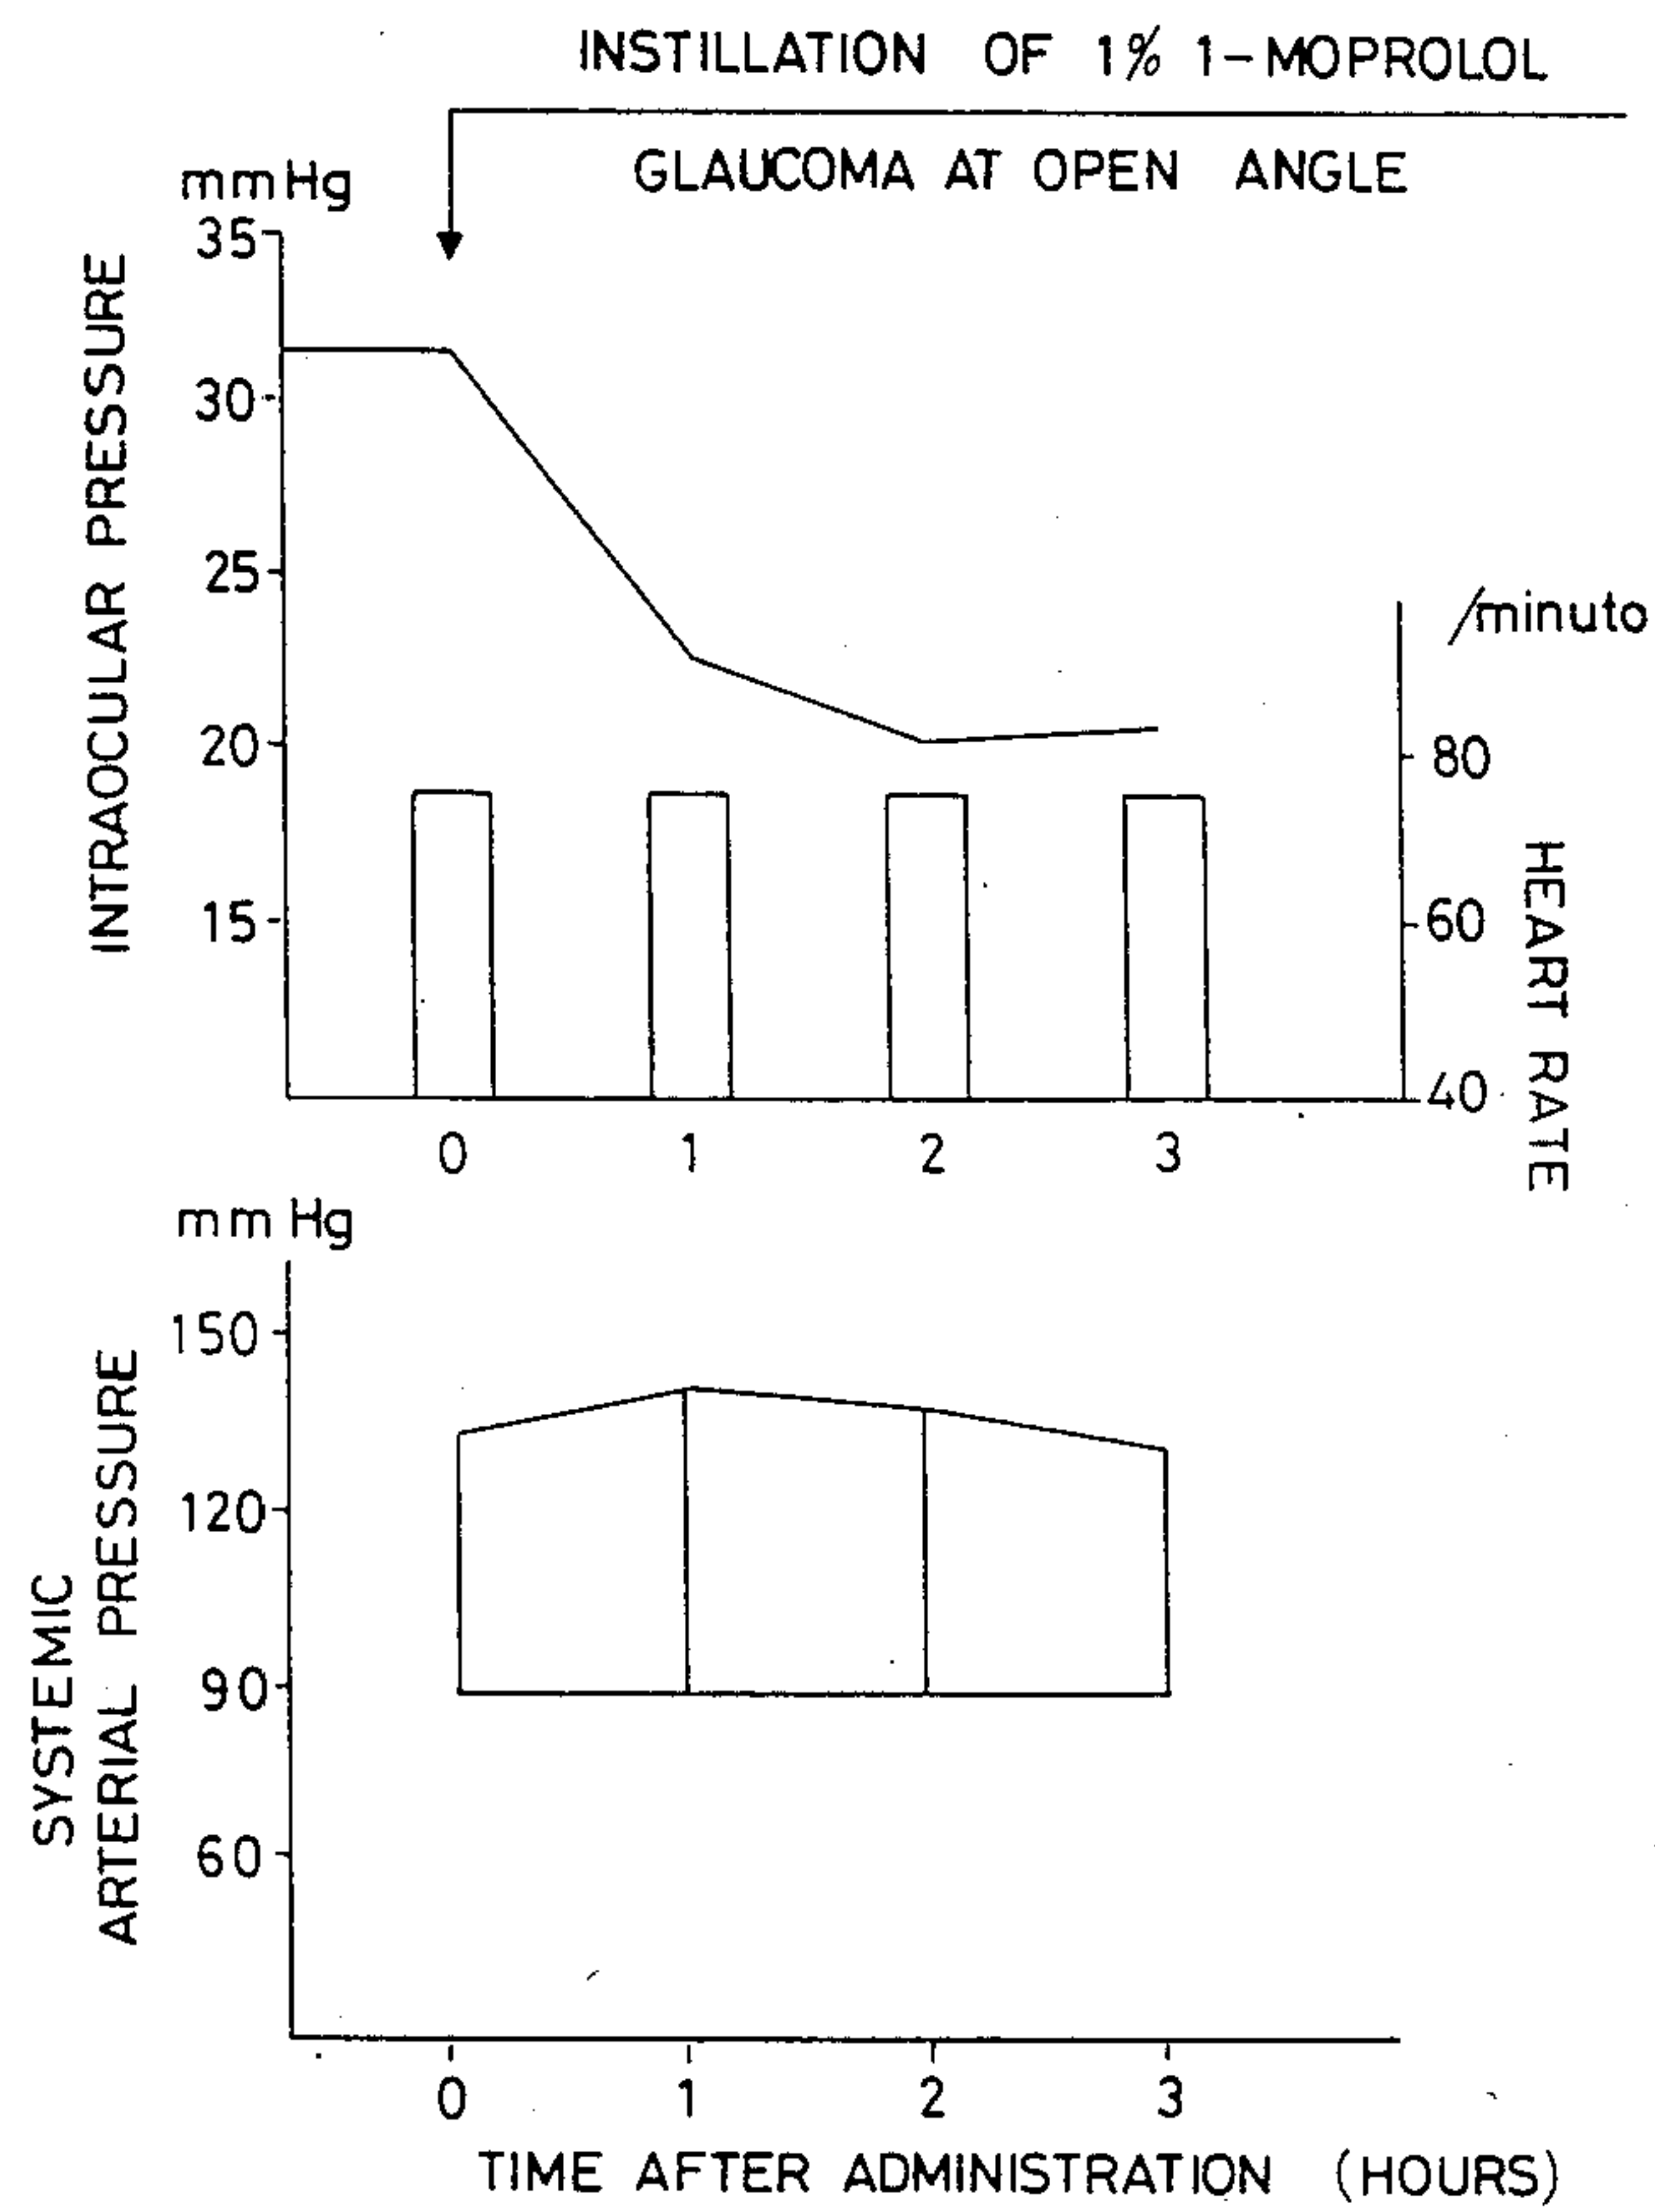 INSTILLATION OF 1% 1-MOPROLOL
GLAUCOMA AT OPEN ANGLE
mmHg
35
30
25
20
15
INTRAOCULAR PRESSURE
/minuto
80
60
40
HEART RATE
0 1 2 3
mmHg
150
120
90
60
SYSTEMIC
ARTERIAL PRESSURE
0 1 2 3
TIME AFTER ADMINISTRATION (HOURS)